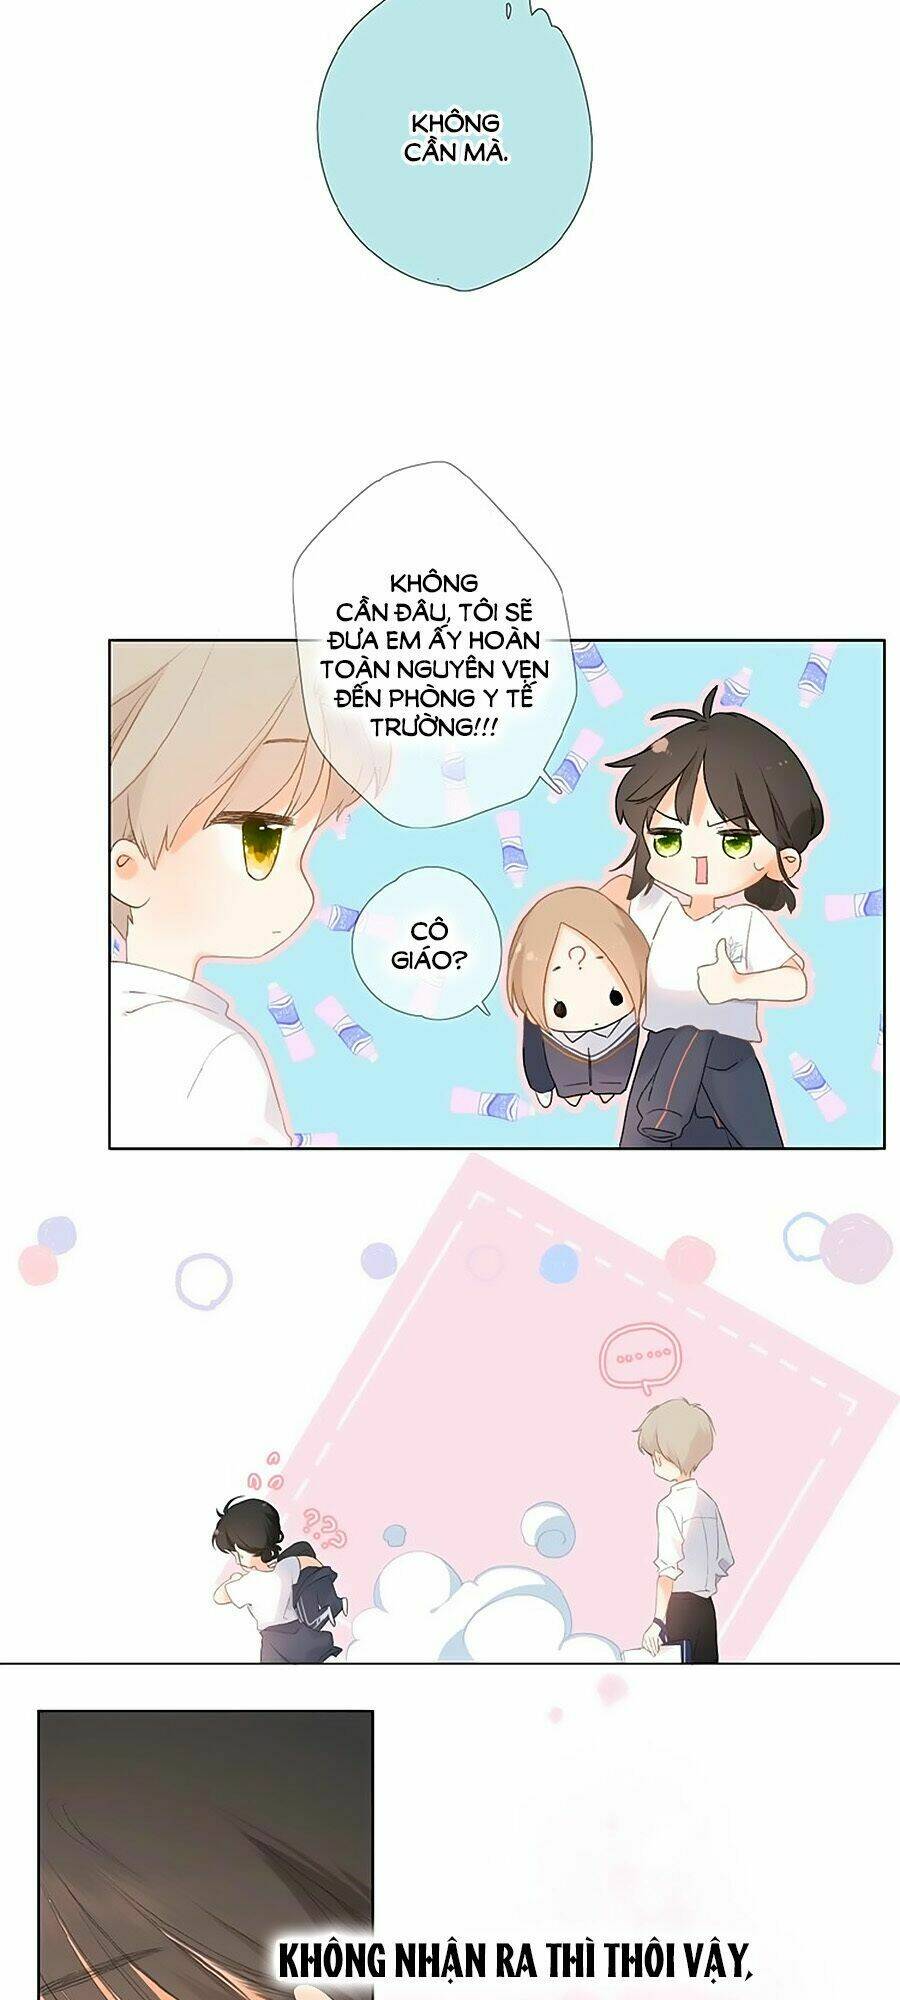 KHÔNG
CẦN MÀ.
KHÔNG
CẦN ĐÂU, TÔI SẼ
ĐƯA EM ẤY HOÀN
TOÀN NGUYÊN VẸN
ĐẾN PHÒNG Y TẾ
TRƯỜNG!!!
CÔ
GIÁO?
?
......
???
KHÔNG NHẬN RA THÌ THÔI VẬY,